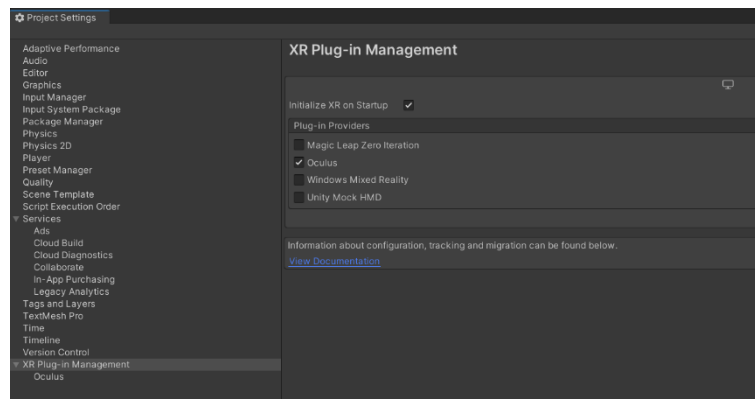 Project Settings
Adaptive Performance
Audio
Editor
Graphics
Input Manager
Input System Package
Package Manager
Physics
Physics 2D
Player
Preset Manager
Quality
Scene Template
Script Execution Order
Services
Ads
Cloud Build
Cloud Diagnostics
Collaborate
In-App Purchasing
Legacy Analytics
Tags and Layers
TextMesh Pro
Time
Timeline
Version Control
XR Plug-in Management
Oculus
XR Plug-in Management
Initialize XR on Startup
Plug-in Providers
Magic Leap Zero Iteration
Oculus
Windows Mixed Reality
Unity Mock HMD
Information about configuration, tracking and migration can be found below.
View Documentation